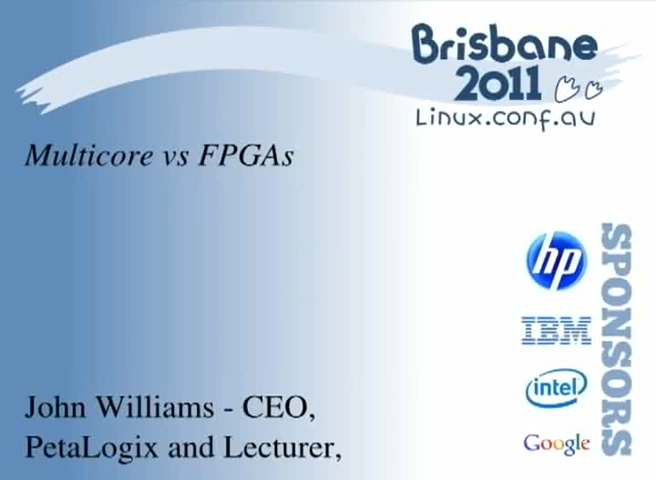 Brisbane
2011
Linux.conf.au
Multicore vs FPGAs
hp
IBM
intel
Google
SPONSORS
John Williams - CEO,
PetaLogix and Lecturer,